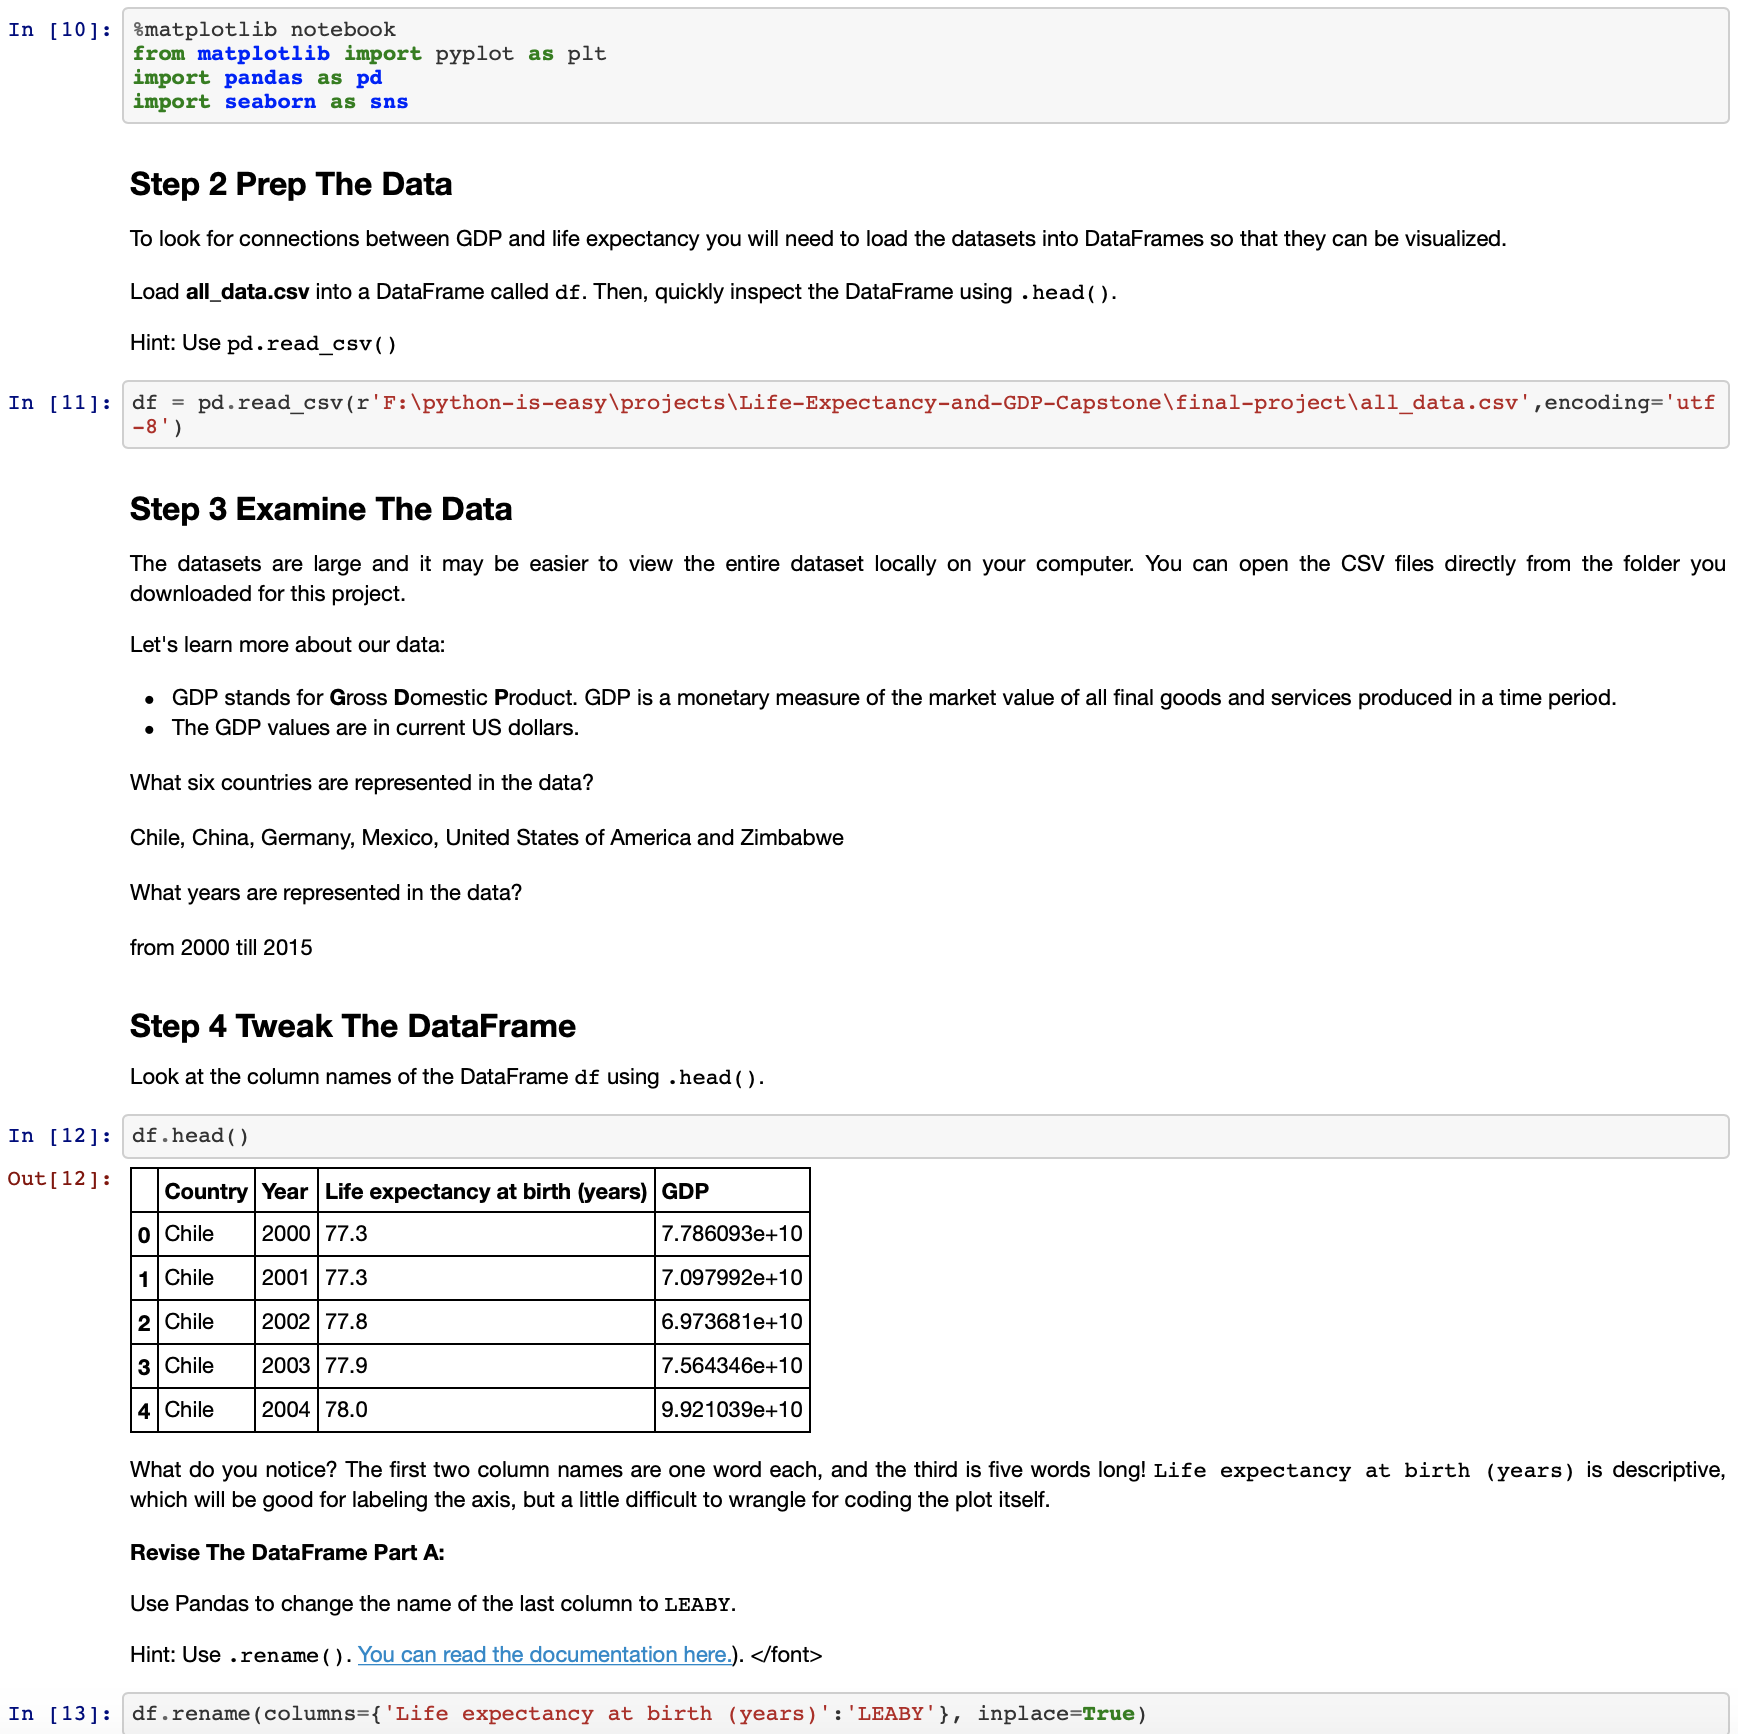 In [10]: %matplotlib notebook
from matplotlib import pyplot as plt
import pandas as pd
import seaborn as sns
Step 2 Prep The Data
To look for connections between GDP and life expectancy you will need to load the datasets into DataFrames so that they can be visualized.
Load all_data.csv into a DataFrame called df. Then, quickly inspect the DataFrame using .head().
Hint: Use pd.read_csv()
In [11]: df = pd.read_csv(r'F:\python-is-easy\projects\Life-Expectancy-and-GDP-Capstone\final-project\all_data.csv',encoding='utf
-8')
Step 3 Examine The Data
The datasets are large and it may be easier to view the entire dataset locally on your computer. You can open the CSV files directly from the folder you
downloaded for this project.
Let's learn more about our data:
• GDP stands for Gross Domestic Product. GDP is a monetary measure of the market value of all final goods and services produced in a time period.
• The GDP values are in current US dollars.
What six countries are represented in the data?
Chile, China, Germany, Mexico, United States of America and Zimbabwe
What years are represented in the data?
from 2000 till 2015
Step 4 Tweak The DataFrame
Look at the column names of the DataFrame df using .head().
In [12]: df.head()
Out[12]:
Country Year Life expectancy at birth (years) GDP
0 Chile 2000 77.3 7.786093e+10
1 Chile 2001 77.3 7.097992e+10
2 Chile 2002 77.8 6.973681e+10
3 Chile 2003 77.9 7.564346e+10
4 Chile 2004 78.0 9.921039e+10
What do you notice? The first two column names are one word each, and the third is five words long! Life expectancy at birth (years) is descriptive,
which will be good for labeling the axis, but a little difficult to wrangle for coding the plot itself.
Revise The DataFrame Part A:
Use Pandas to change the name of the last column to LEABY.
Hint: Use .rename(). You can read the documentation here.). </font>
In [13]: df.rename(columns={'Life expectancy at birth (years)':'LEABY'}, inplace=True)